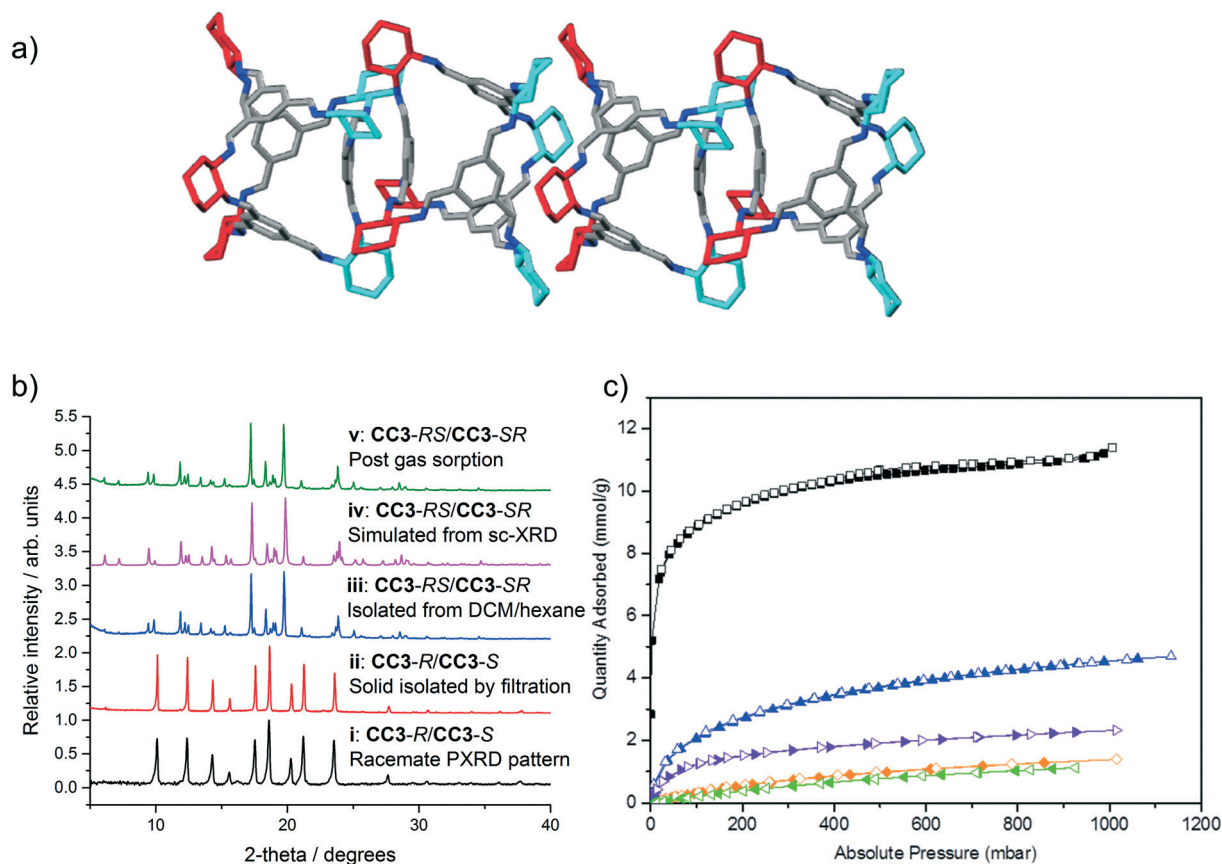 a)
b)
Relative intensity / arb. units
5.5
5.0
4.5
4.0
3.5
3.0
2.5
2.0
1.5
1.0
0.5
0.0
v: CC3-RS/CC3-SR
Post gas sorption
iv: CC3-RS/CC3-SR
Simulated from sc-XRD
iii: CC3-RS/CC3-SR
Isolated from DCM/hexane
ii: CC3-R/CC3-S
Solid isolated by filtration
i: CC3-R/CC3-S
Racemate PXRD pattern
10 20 30 40
2-theta / degrees
c)
Quantity Adsorbed (mmol/g)
12
10
8
6
4
2
0
0 200 400 600 800 1000 1200
Absolute Pressure (mbar)